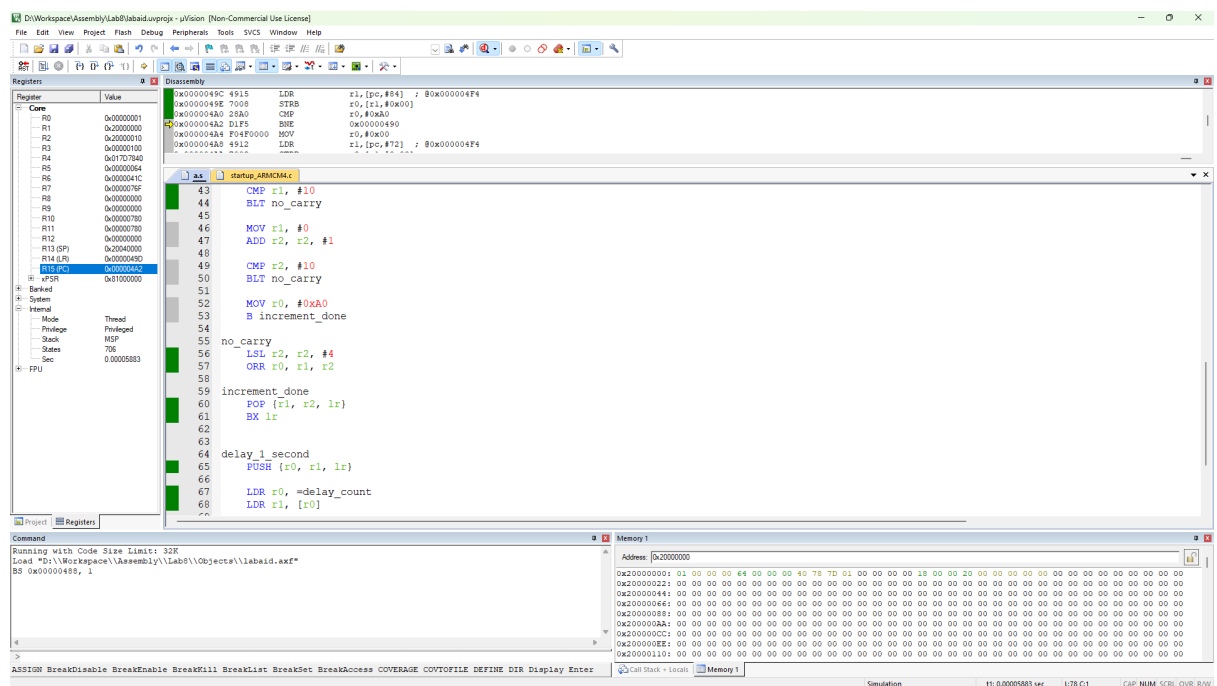 D:\Workspace\Assembly\Lab8\labaid.uvprojx - µVision [Non-Commercial Use License]
File Edit View Project Flash Debug Peripherals Tools SVCS Window Help
Registers
Register Value
Core
R0 0x00000001
R1 0x20000000
R2 0x20000010
R3 0x00000100
R4 0x017D7840
R5 0x00000064
R6 0x0000041C
R7 0x0000076F
R8 0x00000000
R9 0x00000000
R10 0x00000780
R11 0x00000780
R12 0x00000000
R13 (SP) 0x20040000
R14 (LR) 0x0000049D
R15 (PC) 0x000004A2
xPSR 0x81000000
Banked
System
Internal
Mode Thread
Privilege Privileged
Stack MSP
States 706
Sec 0.00005883
FPU
Project Registers
Disassembly
0x0000049C 4915 LDR r1,[pc,#84] ; @0x000004F4
0x0000049E 7008 STRB r0,[r1,#0x00]
0x000004A0 28A0 CMP r0,#0xA0
0x000004A2 D1F5 BNE 0x00000490
0x000004A4 F04F0000 MOV r0,#0x00
0x000004A8 4912 LDR r1,[pc,#72] ; @0x000004F4
a.s startup_ARMCM4.c
43 CMP r1, #10
44 BLT no_carry
45
46 MOV r1, #0
47 ADD r2, r2, #1
48
49 CMP r2, #10
50 BLT no_carry
51
52 MOV r0, #0xA0
53 B increment_done
54
55 no_carry
56 LSL r2, r2, #4
57 ORR r0, r1, r2
58
59 increment_done
60 POP {r1, r2, lr}
61 BX lr
62
63
64 delay_1_second
65 PUSH {r0, r1, lr}
66
67 LDR r0, =delay_count
68 LDR r1, [r0]
Command
Running with Code Size Limit: 32K
Load "D:\\Workspace\\Assembly\\Lab8\\Objects\\labaid.axf"
BS 0x00000488, 1
>
ASSIGN BreakDisable BreakEnable BreakKill BreakList BreakSet BreakAccess COVERAGE COVTOFILE DEFINE DIR Display Enter
Memory 1
Address: 0x20000000
0x20000000: 01 00 00 00 64 00 00 00 40 78 7D 01 00 00 00 00 18 00 00 20 00 00 00 00 00 00 00 00 00 00 00 00 00 00
0x20000022: 00 00 00 00 00 00 00 00 00 00 00 00 00 00 00 00 00 00 00 00 00 00 00 00 00 00 00 00 00 00 00 00 00 00
0x20000044: 00 00 00 00 00 00 00 00 00 00 00 00 00 00 00 00 00 00 00 00 00 00 00 00 00 00 00 00 00 00 00 00 00 00
0x20000066: 00 00 00 00 00 00 00 00 00 00 00 00 00 00 00 00 00 00 00 00 00 00 00 00 00 00 00 00 00 00 00 00 00 00
0x20000088: 00 00 00 00 00 00 00 00 00 00 00 00 00 00 00 00 00 00 00 00 00 00 00 00 00 00 00 00 00 00 00 00 00 00
0x200000AA: 00 00 00 00 00 00 00 00 00 00 00 00 00 00 00 00 00 00 00 00 00 00 00 00 00 00 00 00 00 00 00 00 00 00
0x200000CC: 00 00 00 00 00 00 00 00 00 00 00 00 00 00 00 00 00 00 00 00 00 00 00 00 00 00 00 00 00 00 00 00 00 00
0x200000EE: 00 00 00 00 00 00 00 00 00 00 00 00 00 00 00 00 00 00 00 00 00 00 00 00 00 00 00 00 00 00 00 00 00 00
0x20000110: 00 00 00 00 00 00 00 00 00 00 00 00 00 00 00 00 00 00 00 00 00 00 00 00 00 00 00 00 00 00 00 00 00 00
Call Stack + Locals Memory 1
Simulation t1: 0.00005883 sec L:78 C:1 CAP NUM SCRL OVR R/W